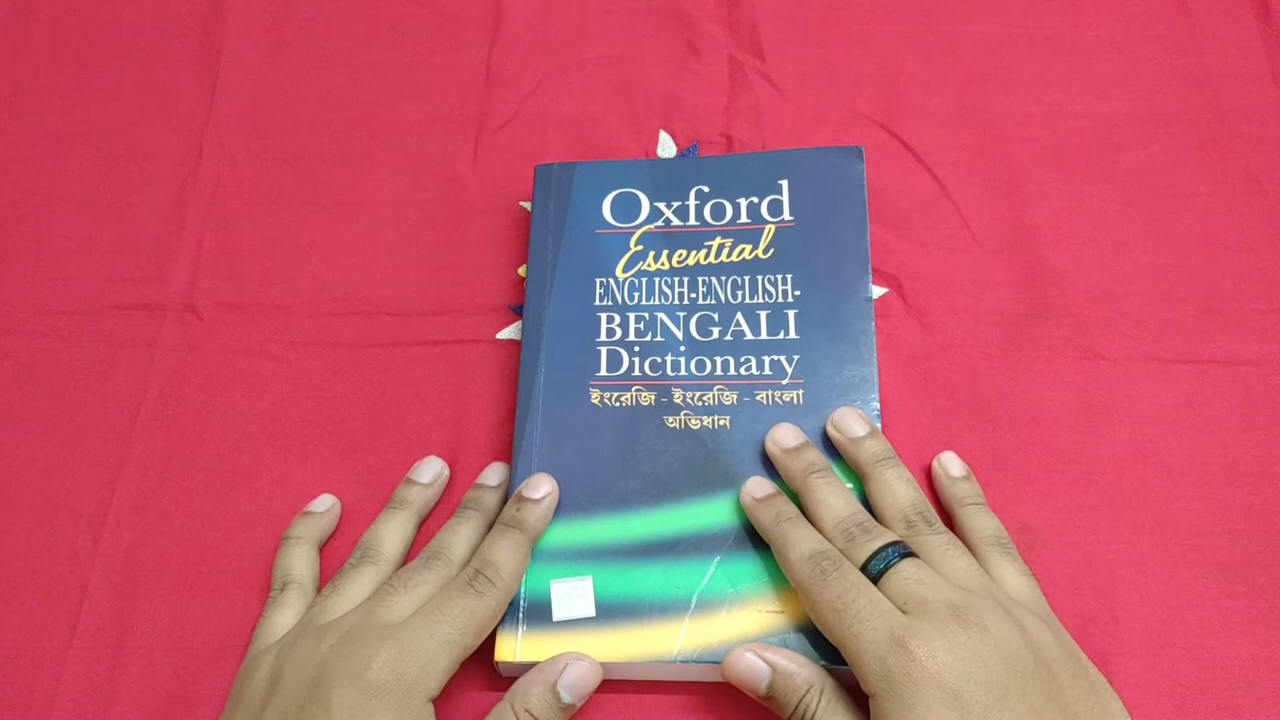 Oxford
Essential
ENGLISH-ENGLISH-
BENGALI
Dictionary
ইংরেজি - ইংরেজি - বাংলা
অভিধান